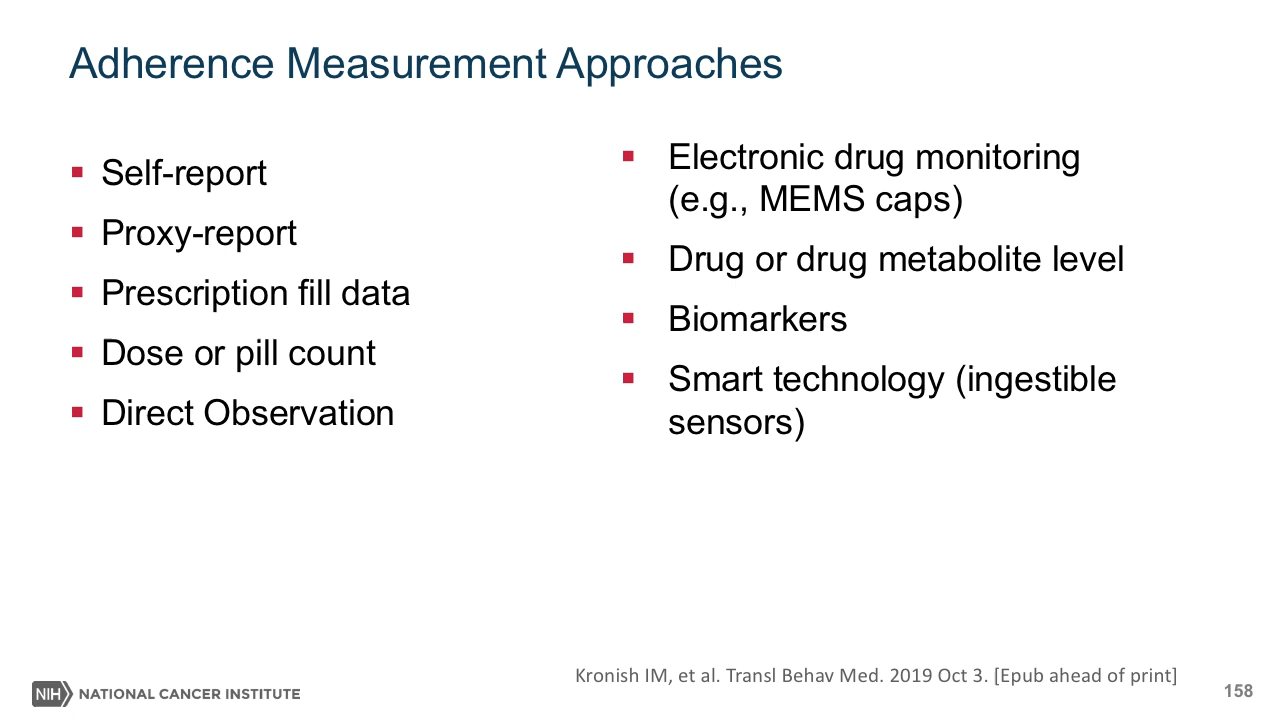 Adherence Measurement Approaches
Self-report
Proxy-report
Prescription fill data
Dose or pill count
Direct Observation
Electronic drug monitoring
(e.g., MEMS caps)
Drug or drug metabolite level
Biomarkers
Smart technology (ingestible
sensors)
Kronish IM, et al. Transl Behav Med. 2019 Oct 3. [Epub ahead of print]
NIH NATIONAL CANCER INSTITUTE
158